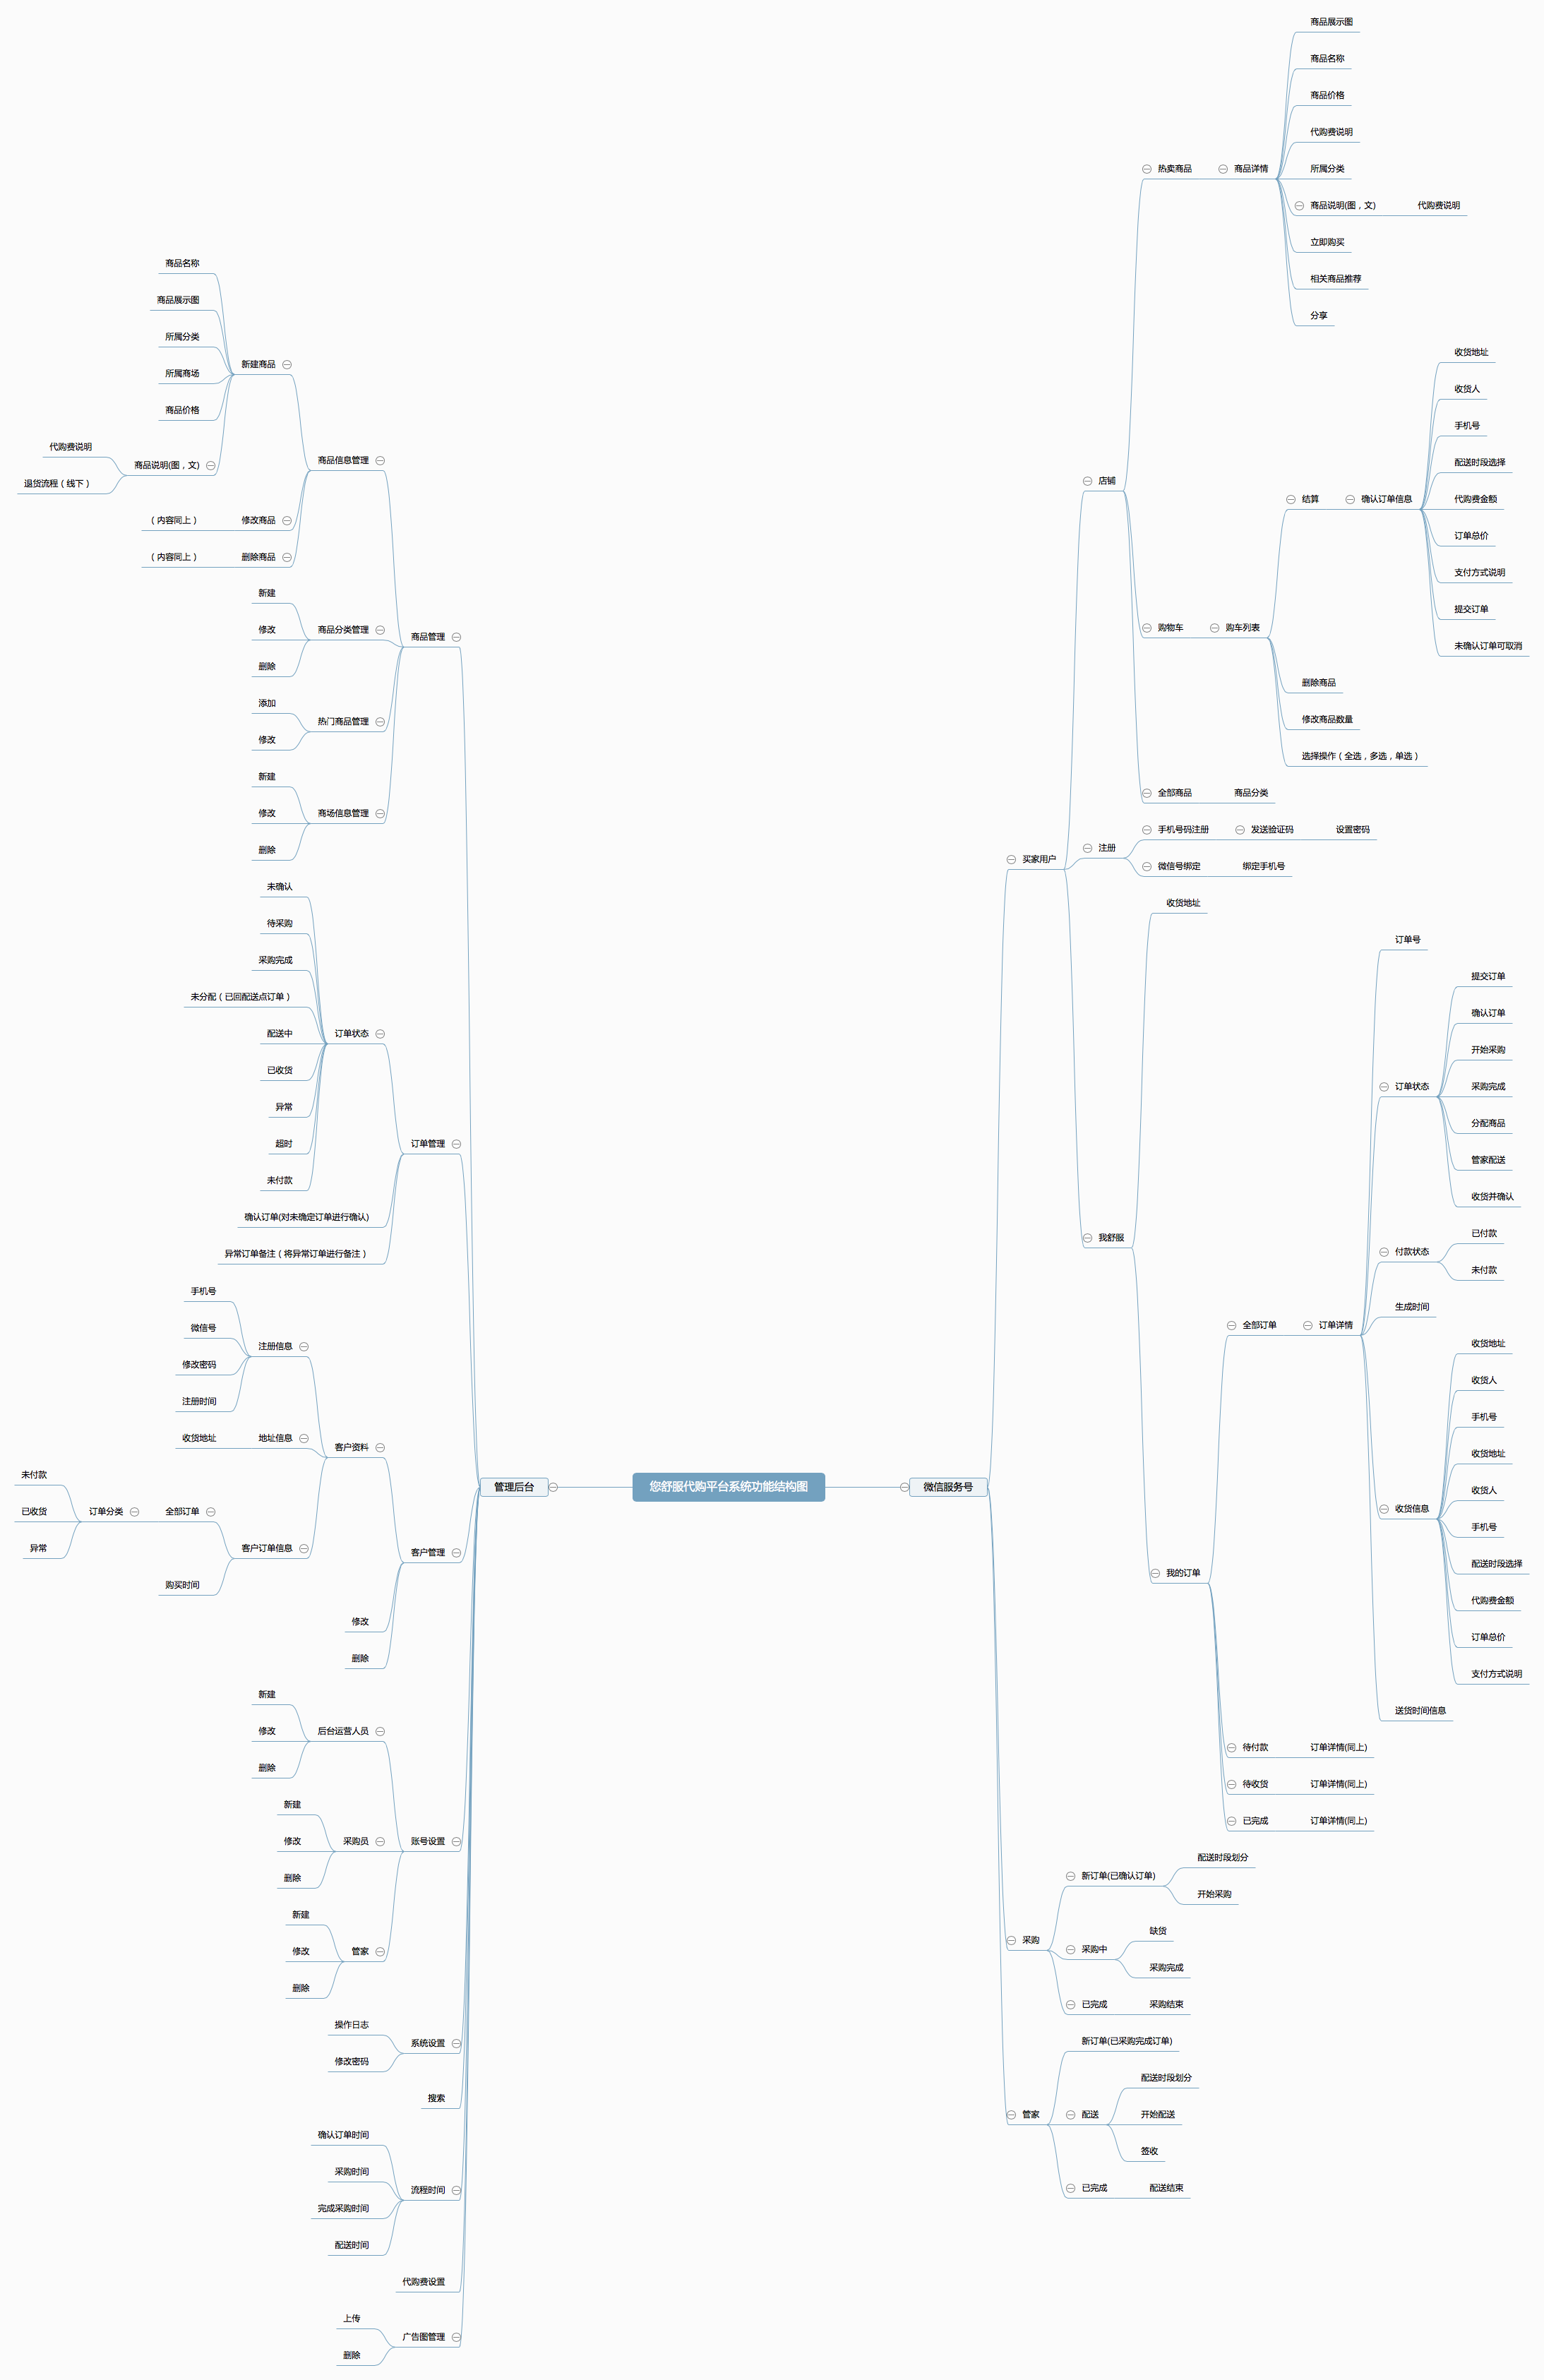 您舒服代购平台系统功能结构图
微信服务号
买家用户
店铺
热卖商品
商品详情
商品展示图
商品名称
商品价格
代购费说明
所属分类
商品说明(图，文)
代购费说明
立即购买
相关商品推荐
分享
购物车
购车列表
结算
确认订单信息
收货地址
收货人
手机号
配送时段选择
代购费金额
订单总价
支付方式说明
提交订单
未确认订单可取消
删除商品
修改商品数量
选择操作（全选，多选，单选）
全部商品
商品分类
注册
手机号码注册
发送验证码
设置密码
微信号绑定
绑定手机号
我舒服
收货地址
我的订单
全部订单
订单详情
订单号
订单状态
提交订单
确认订单
开始采购
采购完成
分配商品
管家配送
收货并确认
付款状态
已付款
未付款
生成时间
收货信息
收货地址
收货人
手机号
收货地址
收货人
手机号
配送时段选择
代购费金额
订单总价
支付方式说明
送货时间信息
待付款
订单详情(同上)
待收货
订单详情(同上)
已完成
订单详情(同上)
采购
新订单(已确认订单)
配送时段划分
开始采购
采购中
缺货
采购完成
已完成
采购结束
管家
新订单(已采购完成订单)
配送
配送时段划分
开始配送
签收
已完成
配送结束
管理后台
商品管理
商品信息管理
新建商品
商品名称
商品展示图
所属分类
所属商场
商品价格
商品说明(图，文)
代购费说明
退货流程（线下）
修改商品
（内容同上）
删除商品
（内容同上）
商品分类管理
新建
修改
删除
热门商品管理
添加
修改
商场信息管理
新建
修改
删除
订单管理
订单状态
未确认
待采购
采购完成
未分配（已回配送点订单）
配送中
已收货
异常
超时
未付款
确认订单(对未确定订单进行确认)
异常订单备注（将异常订单进行备注）
客户管理
客户资料
注册信息
手机号
微信号
修改密码
注册时间
地址信息
收货地址
客户订单信息
全部订单
订单分类
未付款
已收货
异常
购买时间
修改
删除
账号设置
后台运营人员
新建
修改
删除
采购员
新建
修改
删除
管家
新建
修改
删除
系统设置
操作日志
修改密码
搜索
流程时间
确认订单时间
采购时间
完成采购时间
配送时间
代购费设置
广告图管理
上传
删除